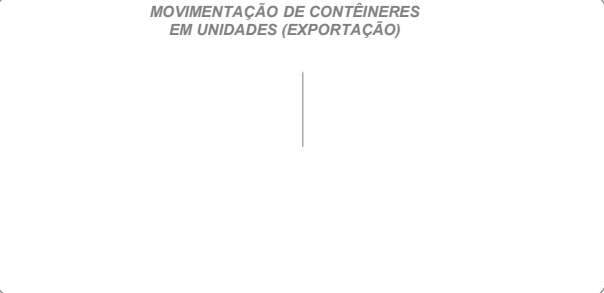 MOVIMENTAÇÃO DE CONTÊINERES
EM UNIDADES (EXPORTAÇÃO)